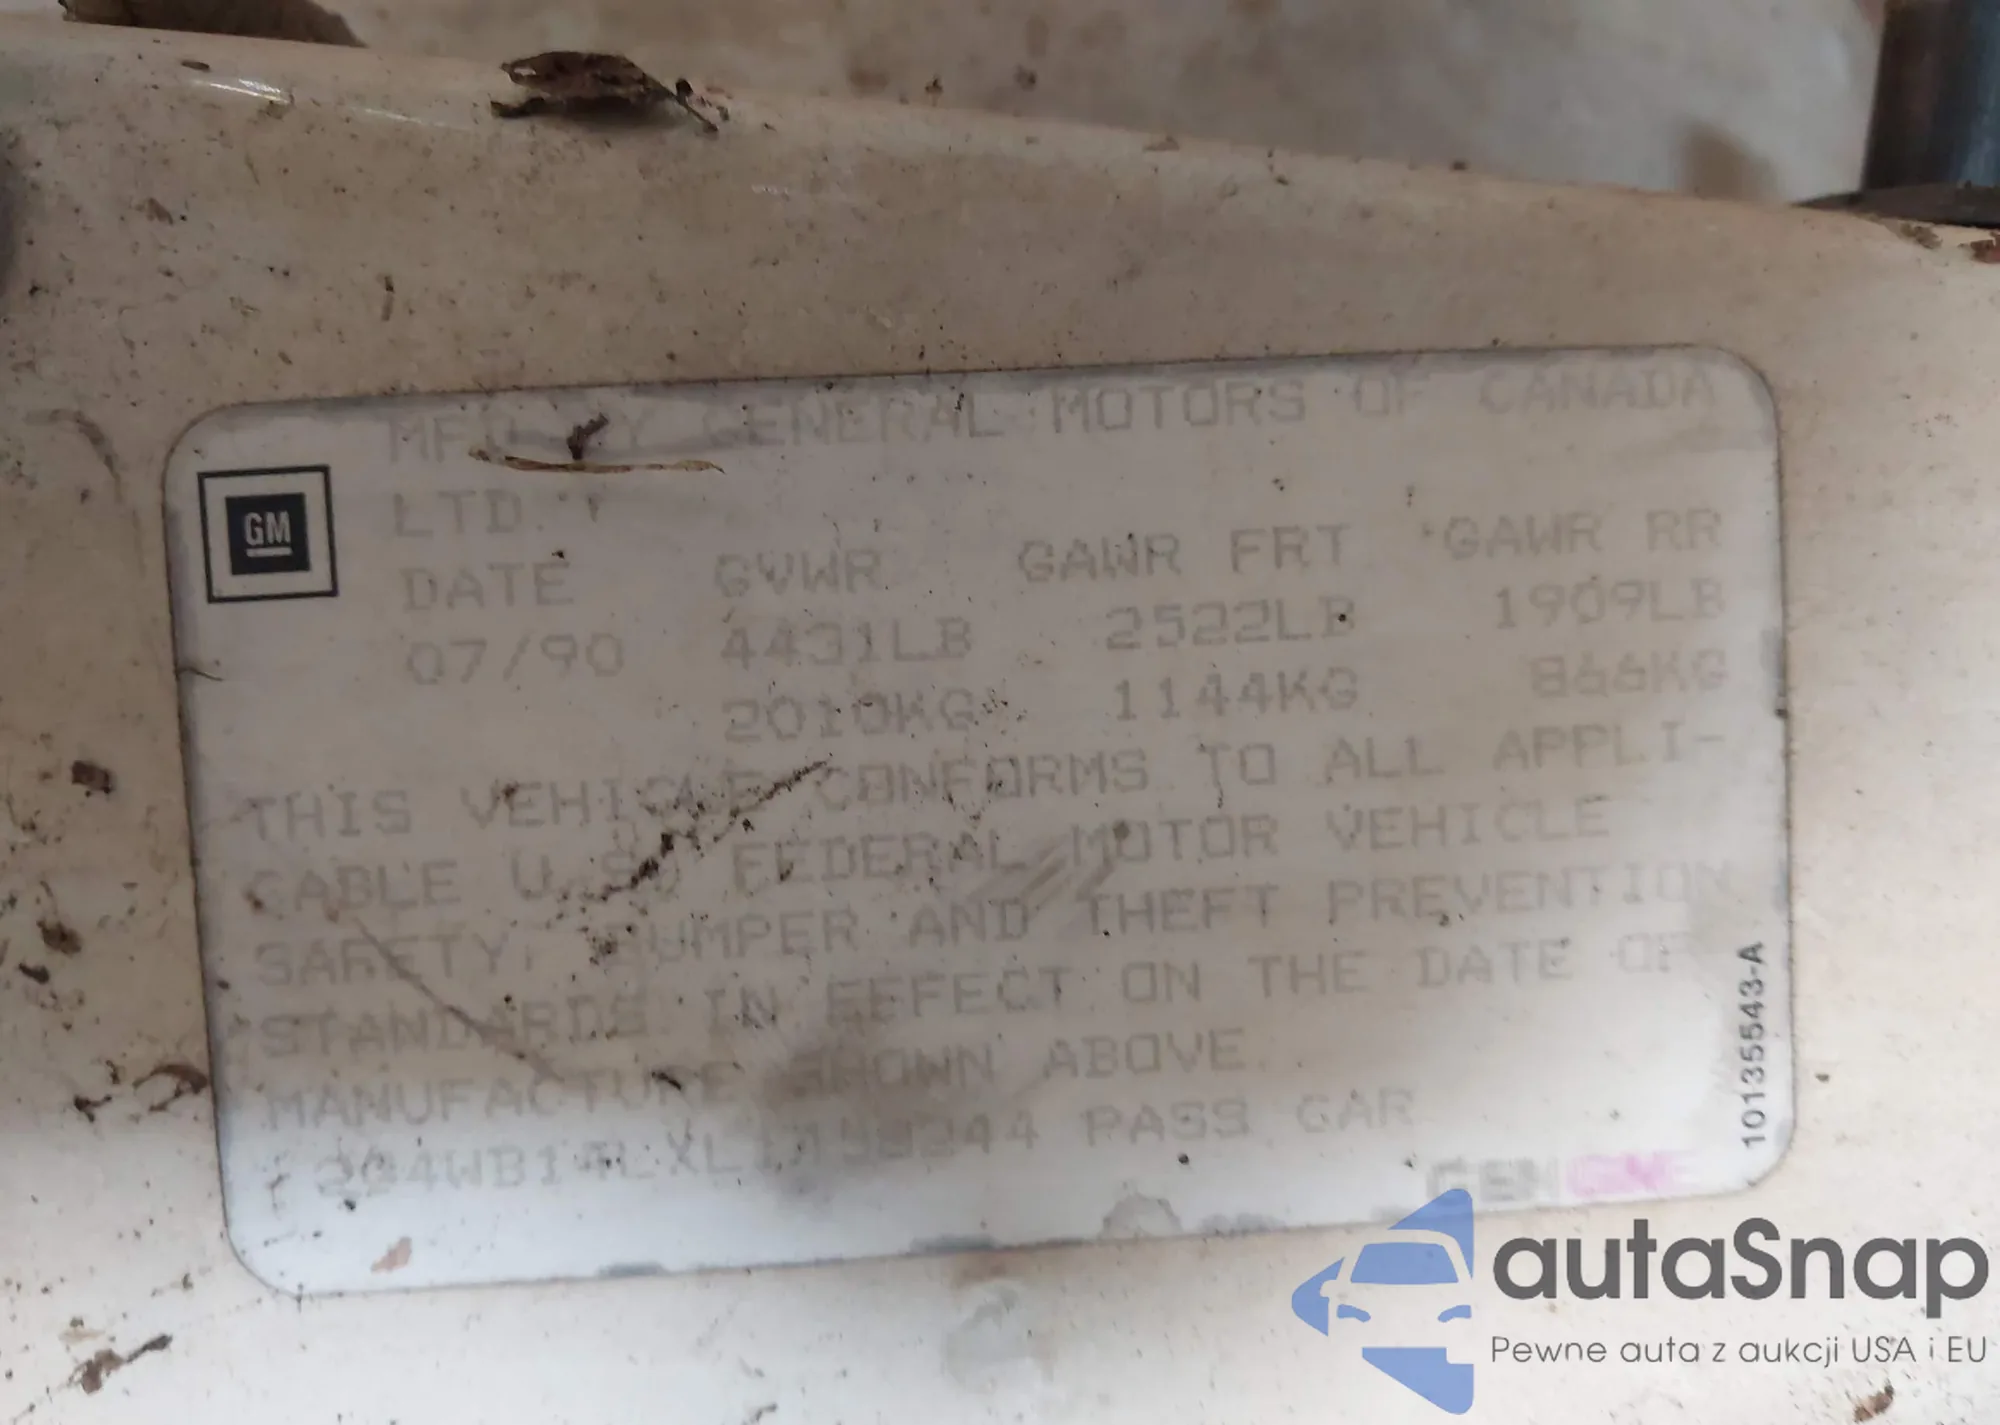 MFD BY GENERAL MOTORS OF CANADA
GM
LTD.
DATE GVWR GAWR FRT GAWR RR
07/90 4431LB 2522LB 1909LB
2010KG 1144KG 866KG
THIS VEHICLE CONFORMS TO ALL APPLI-
CABLE U.S. FEDERAL MOTOR VEHICLE
SAFETY, BUMPER AND THEFT PREVENTION
STANDARDS IN EFFECT ON THE DATE OF
MANUFACTURE SHOWN ABOVE.
PASS CAR
10135543-A
autaSnap
Pewne auta z aukcji USA i EU